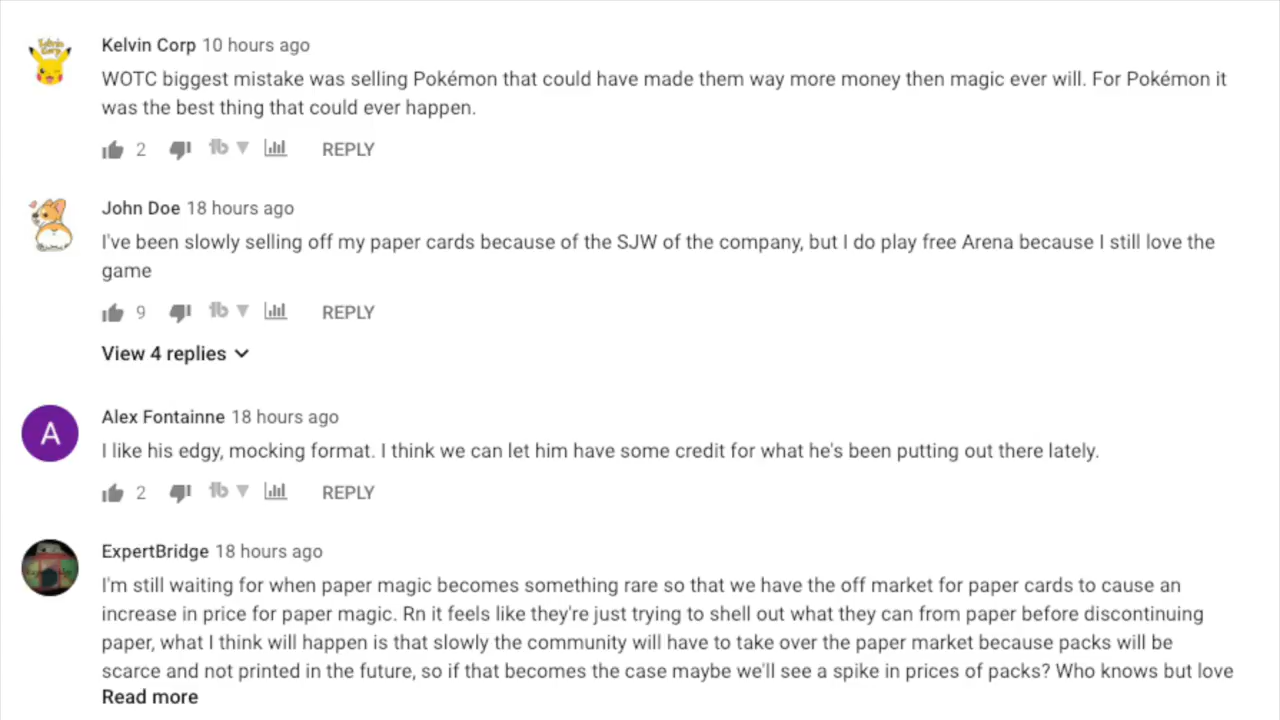 Kelvin Corp 10 hours ago
WOTC biggest mistake was selling Pokémon that could have made them way more money then magic ever will. For Pokémon it
was the best thing that could ever happen.
2 REPLY
John Doe 18 hours ago
I've been slowly selling off my paper cards because of the SJW of the company, but I do play free Arena because I still love the
game
9 REPLY
View 4 replies
A
Alex Fontainne 18 hours ago
I like his edgy, mocking format. I think we can let him have some credit for what he's been putting out there lately.
2 REPLY
ExpertBridge 18 hours ago
I'm still waiting for when paper magic becomes something rare so that we have the off market for paper cards to cause an
increase in price for paper magic. Rn it feels like they're just trying to shell out what they can from paper before discontinuing
paper, what I think will happen is that slowly the community will have to take over the paper market because packs will be
scarce and not printed in the future, so if that becomes the case maybe we'll see a spike in prices of packs? Who knows but love
Read more